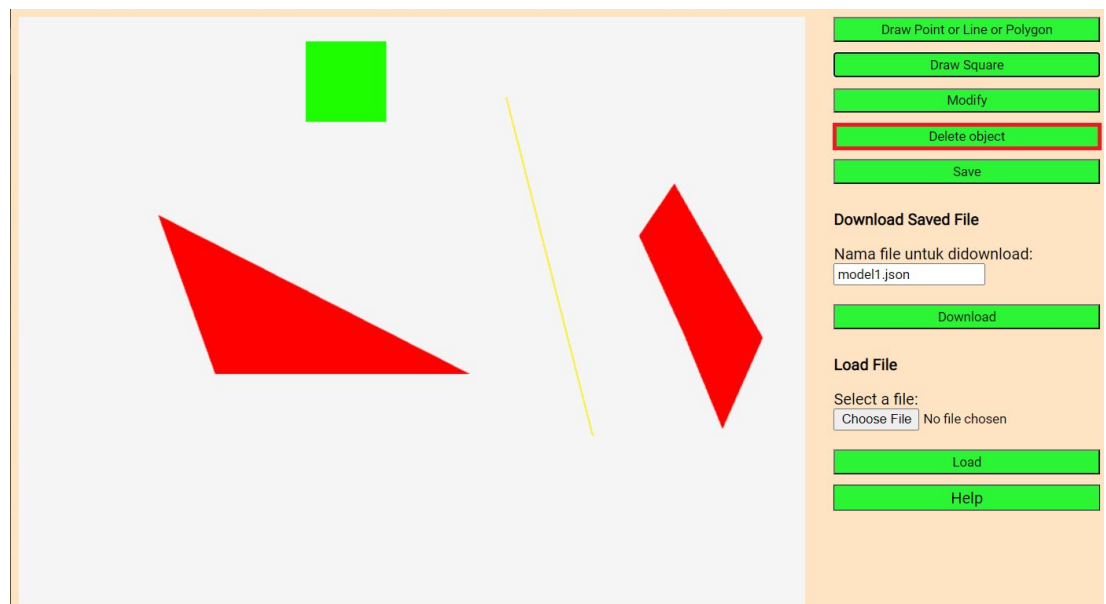 Draw Point or Line or Polygon
Draw Square
Modify
Delete object
Save
Download Saved File
Nama file untuk didownload:
model1.json
Download
Load File
Select a file:
Choose File No file chosen
Load
Help